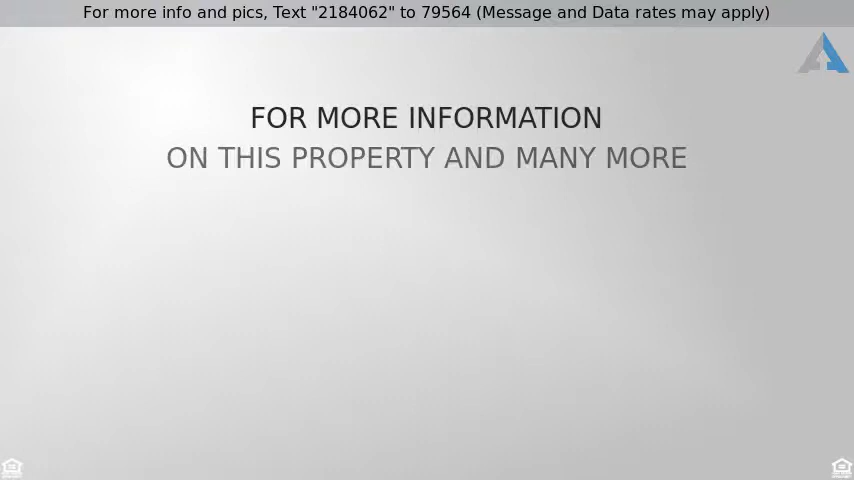 For more info and pics, Text "2184062" to 79564 (Message and Data rates may apply)
FOR MORE INFORMATION
ON THIS PROPERTY AND MANY MORE